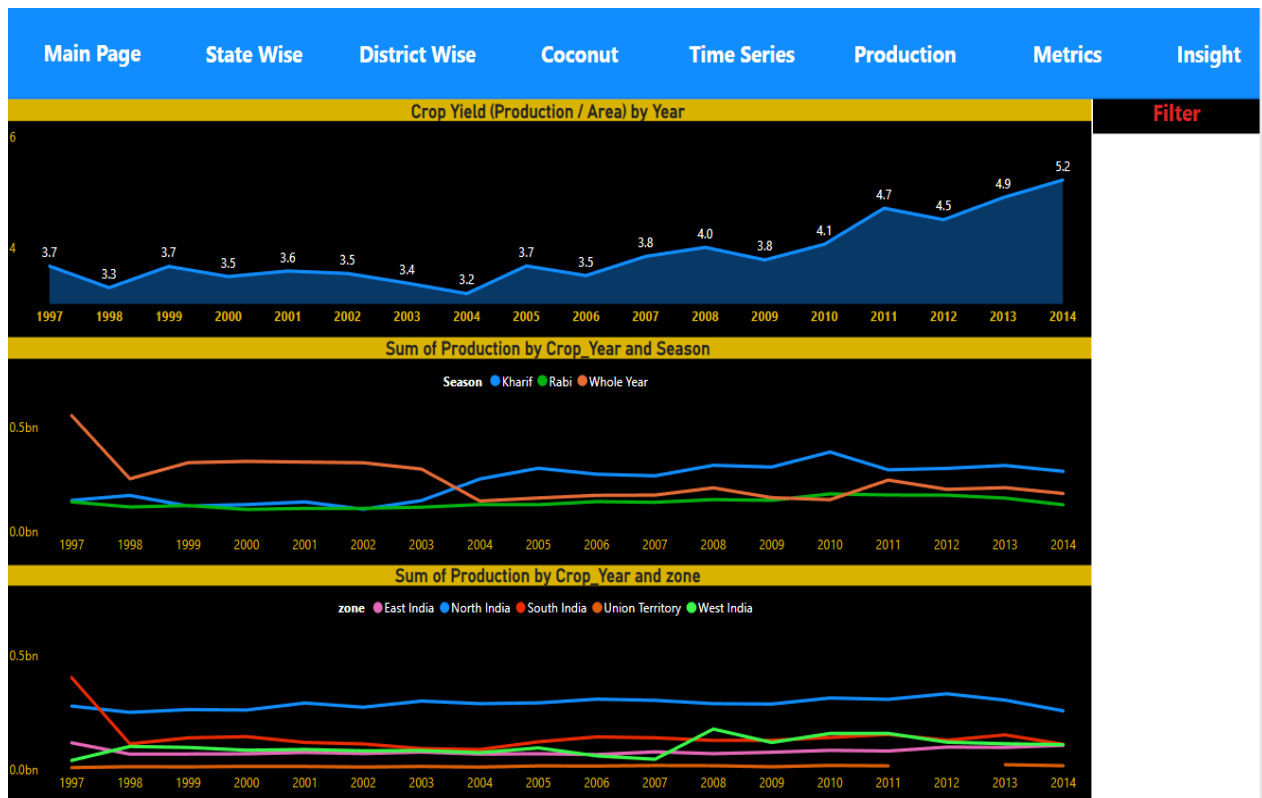 Main Page State Wise District Wise Coconut Time Series Production Metrics Insight
Crop Yield (Production / Area) by Year
Filter
6
5.2
4.9
4.7
4.5
4.1
4.0
3.8 3.8
4
3.7 3.3 3.7 3.5 3.6 3.5 3.4 3.2 3.7 3.5
1997 1998 1999 2000 2001 2002 2003 2004 2005 2006 2007 2008 2009 2010 2011 2012 2013 2014
Sum of Production by Crop_Year and Season
Season Kharif Rabi Whole Year
0.5bn
0.0bn
1997 1998 1999 2000 2001 2002 2003 2004 2005 2006 2007 2008 2009 2010 2011 2012 2013 2014
Sum of Production by Crop_Year and zone
zone East India North India South India Union Territory West India
0.5bn
0.0bn
1997 1998 1999 2000 2001 2002 2003 2004 2005 2006 2007 2008 2009 2010 2011 2012 2013 2014